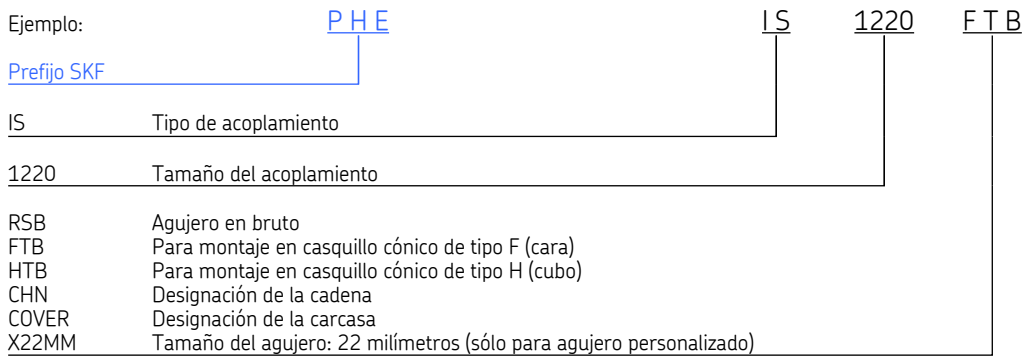 Ejemplo: P H E I S 1220 F T B
Prefijo SKF
IS Tipo de acoplamiento
1220 Tamaño del acoplamiento
RSB Agujero en bruto
FTB Para montaje en casquillo cónico de tipo F (cara)
HTB Para montaje en casquillo cónico de tipo H (cubo)
CHN Designación de la cadena
COVER Designación de la carcasa
X22MM Tamaño del agujero: 22 milímetros (sólo para agujero personalizado)